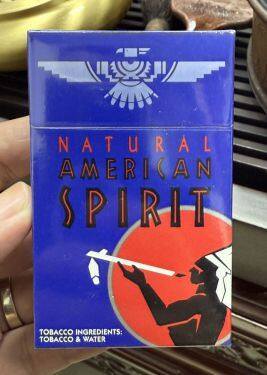 NATURAL
AMERICAN
SPIRIT
TOBACCO INGREDIENTS:
TOBACCO & WATER